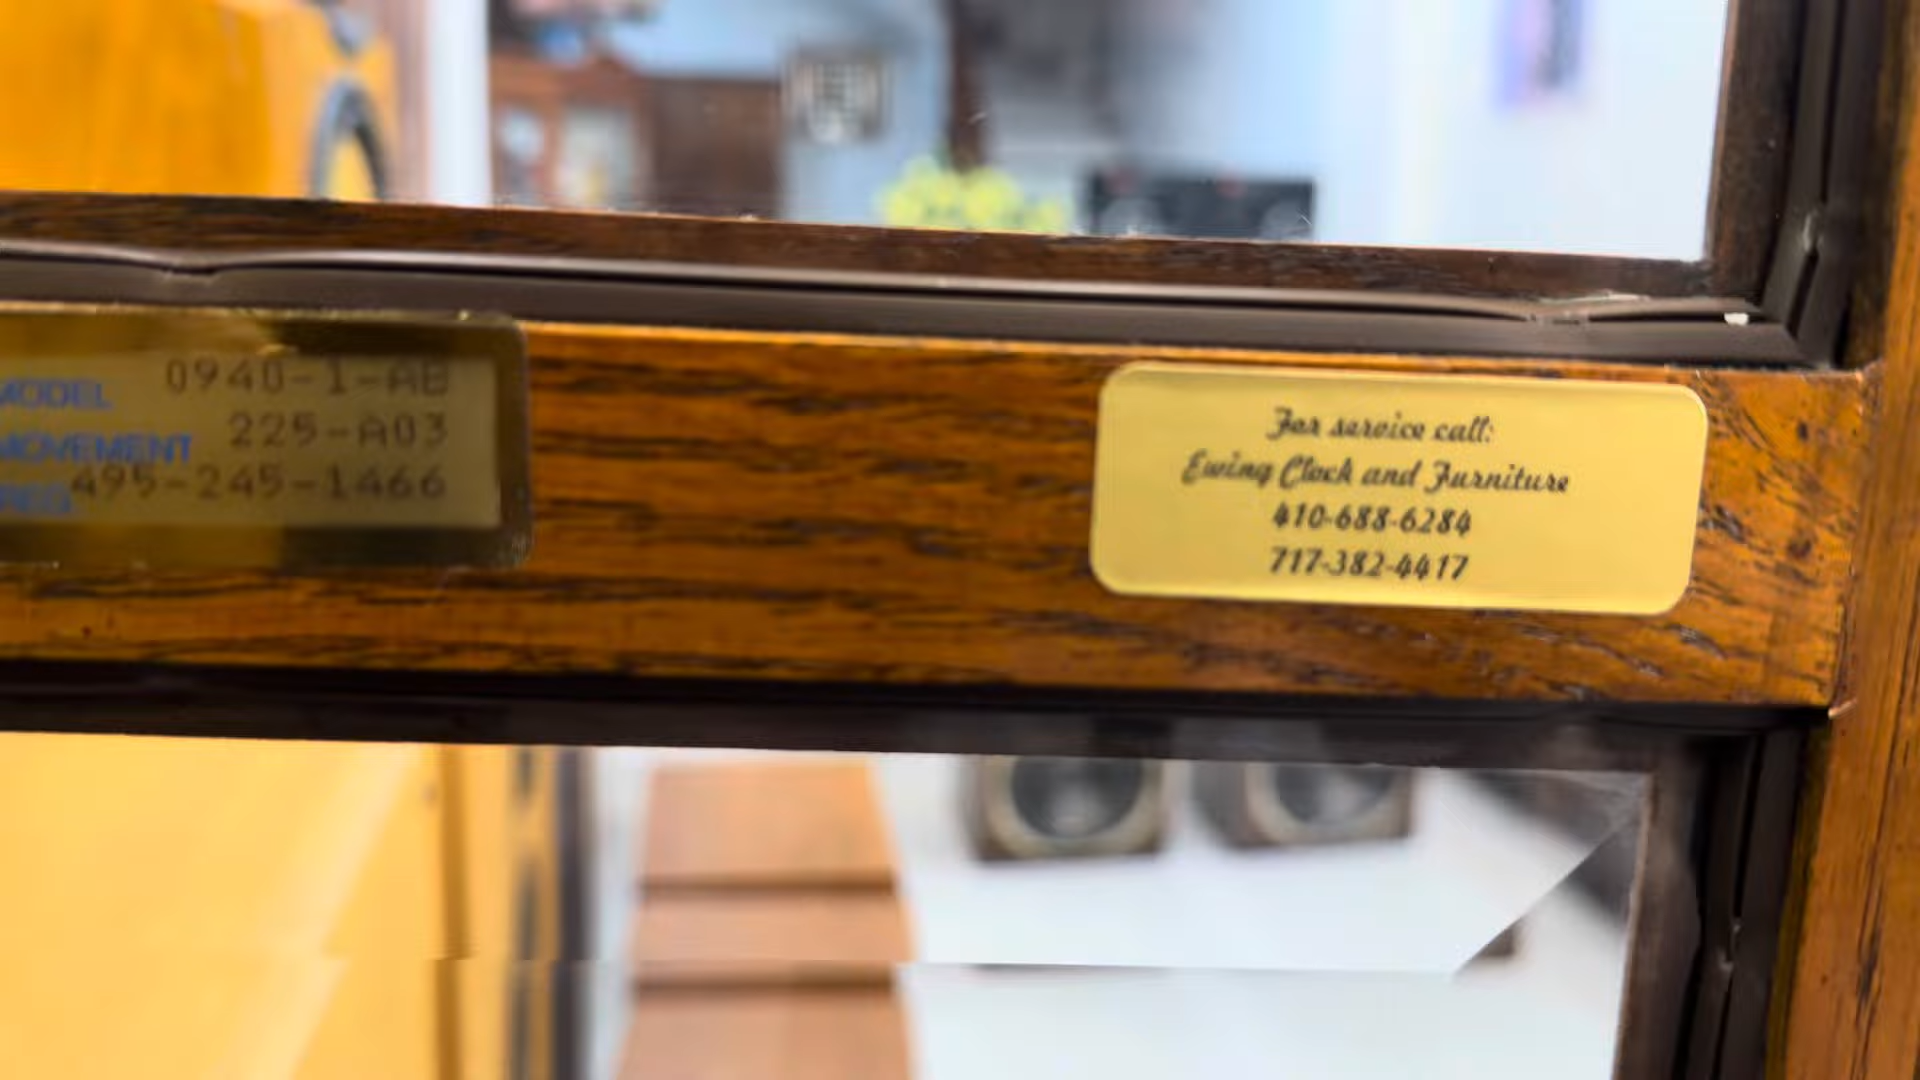 MODEL 0940-1-AB
MOVEMENT 225-A03
REG. 495-245-1466
For service call:
Ewing Clock and Furniture
410-688-6284
717-382-4417